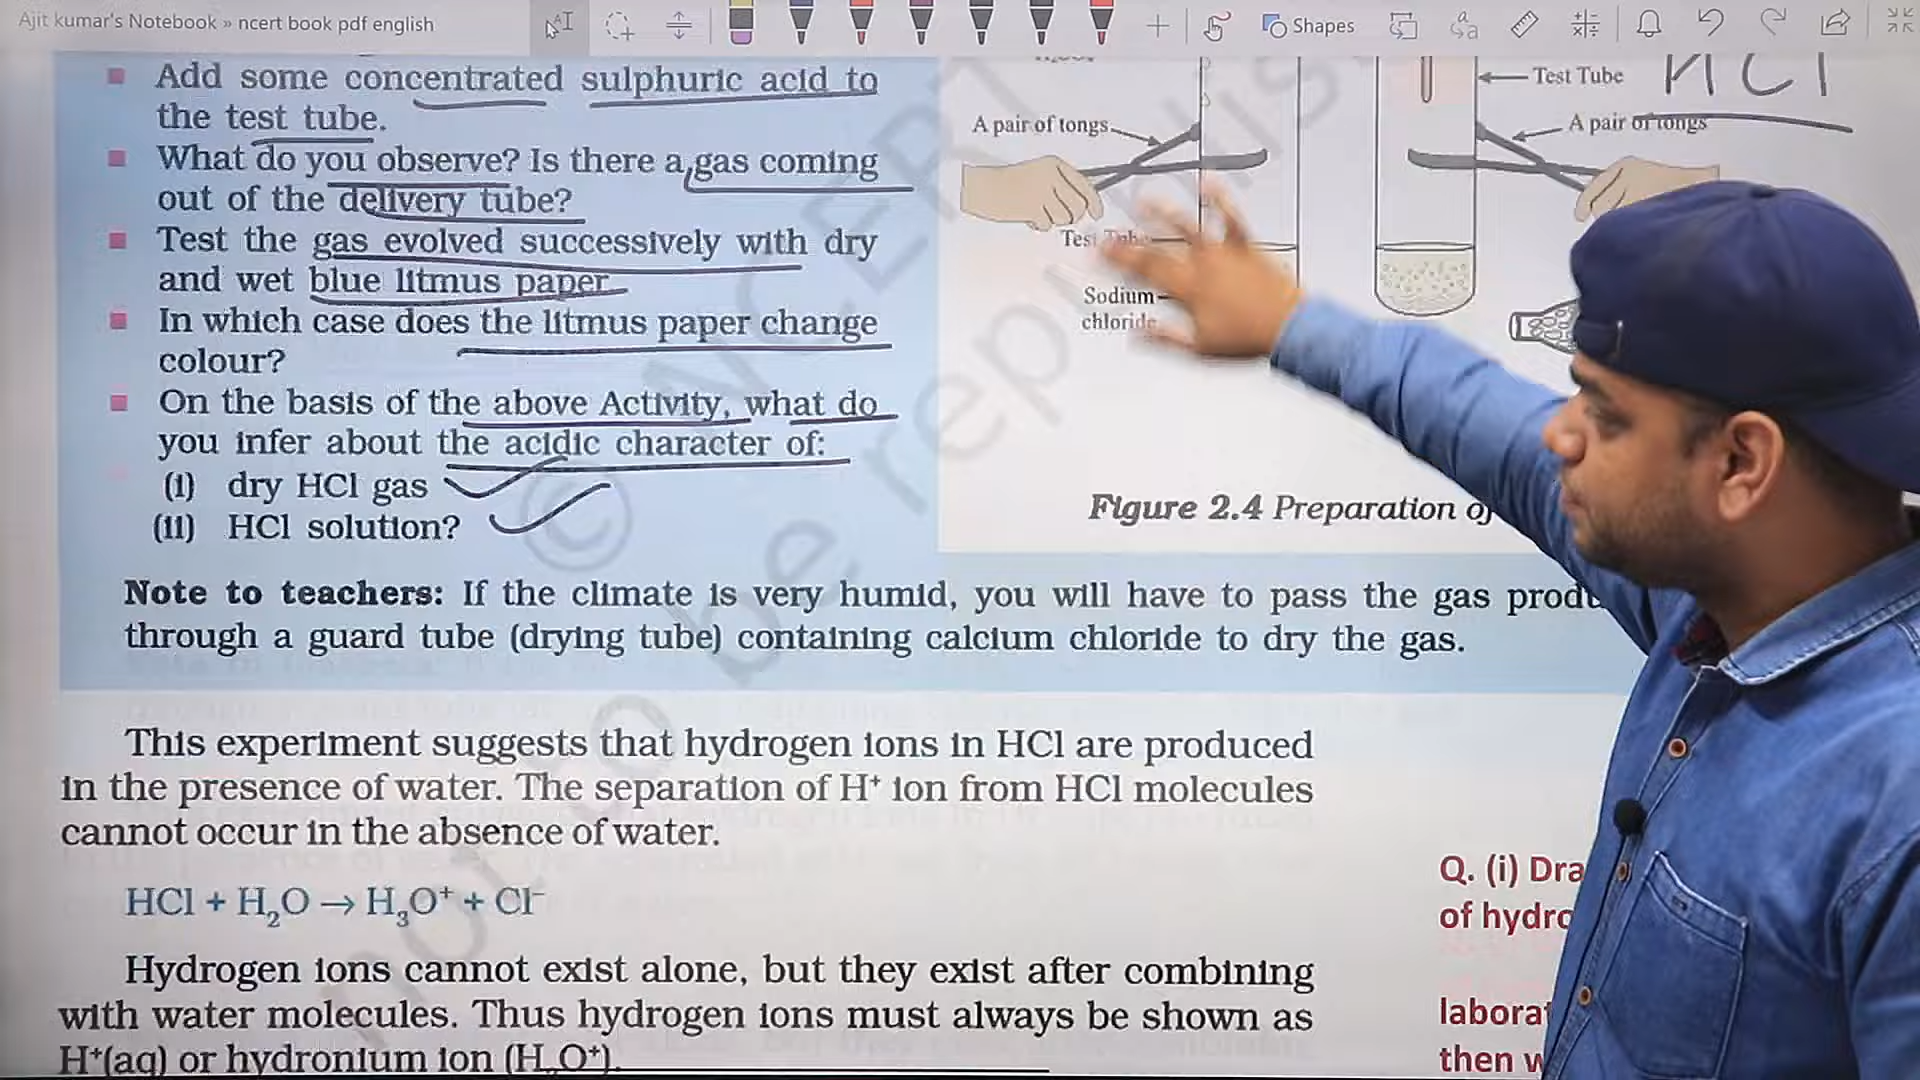 Ajit kumar's Notebook » ncert book pdf english
Shapes
Add some concentrated sulphuric acid to
the test tube.
What do you observe? Is there a gas coming
out of the delivery tube?
Test the gas evolved successively with dry
and wet blue litmus paper.
In which case does the litmus paper change
colour?
On the basis of the above Activity, what do
you infer about the acidic character of:
(i) dry HCl gas
(ii) HCl solution?
Test Tube
HCl
A pair of tongs
A pair of tongs
Test Tube
Sodium
chloride
Figure 2.4 Preparation of
Note to teachers: If the climate is very humid, you will have to pass the gas
through a guard tube (drying tube) containing calcium chloride to dry the gas.
This experiment suggests that hydrogen ions in HCl are produced
in the presence of water. The separation of H⁺ ion from HCl molecules
cannot occur in the absence of water.
HCl + H₂O → H₃O⁺ + Cl⁻
Hydrogen ions cannot exist alone, but they exist after combining
with water molecules. Thus hydrogen ions must always be shown as
H⁺(aq) or hydronium ion (H₃O⁺).
Q. (i)
of
then
© NCERT
not to be